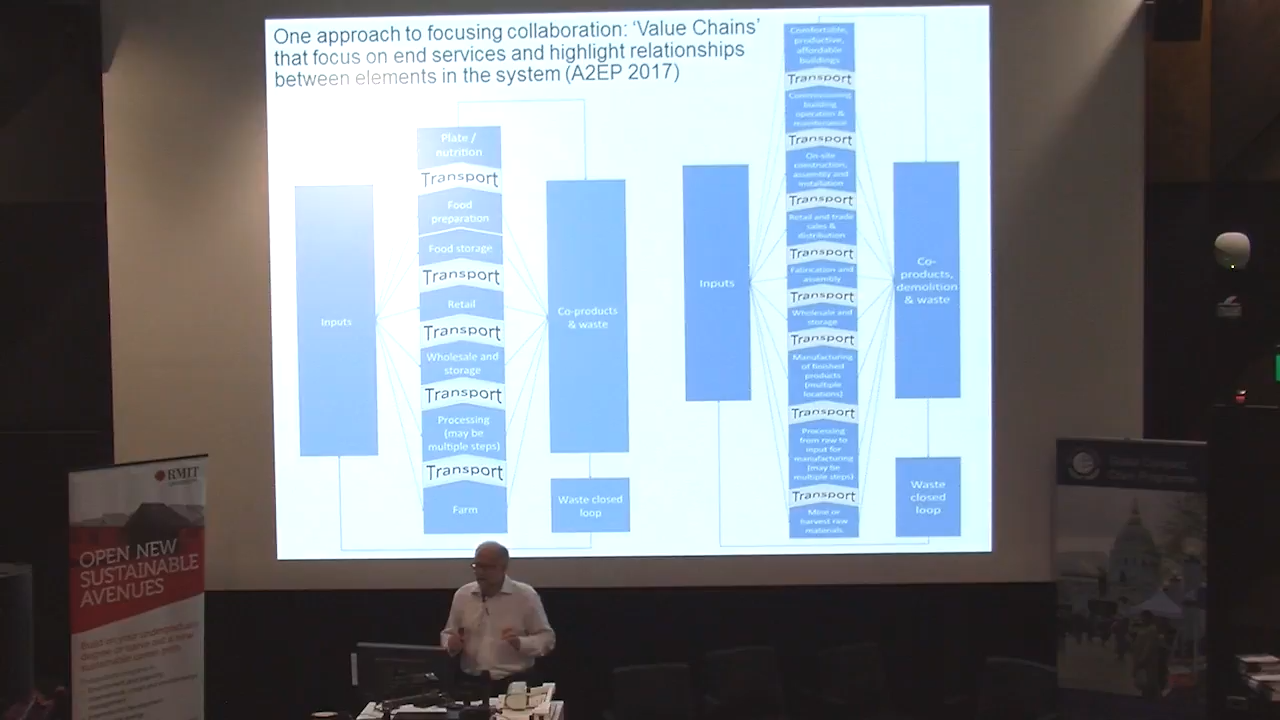 One approach to focusing collaboration: ‘Value Chains’
that focus on end services and highlight relationships
between elements in the system (A2EP 2017)
Inputs
Plate /
nutrition
Transport
Food
preparation
Food storage
Transport
Retail
Transport
Wholesale and
storage
Transport
Processing
(may be
multiple steps)
Transport
Farm
Co-products
& waste
Waste closed
loop
Inputs
Comfortable,
productive,
affordable
buildings
Transport
Commissioning
building
operation &
maintenance
Transport
On-site
construction,
assembly and
installation
Transport
Retail and trade
sales &
distribution
Transport
Fabrication and
assembly
Transport
Wholesale and
storage
Transport
Manufacturing
of finished
products
(multiple
locations)
Transport
Processing
from raw to
input for
manufacturing
(may be
multiple steps)
Transport
Mine or
harvest raw
materials
Co-
products,
demolition
& waste
Waste
closed
loop
RMIT
OPEN NEW
SUSTAINABLE
AVENUES